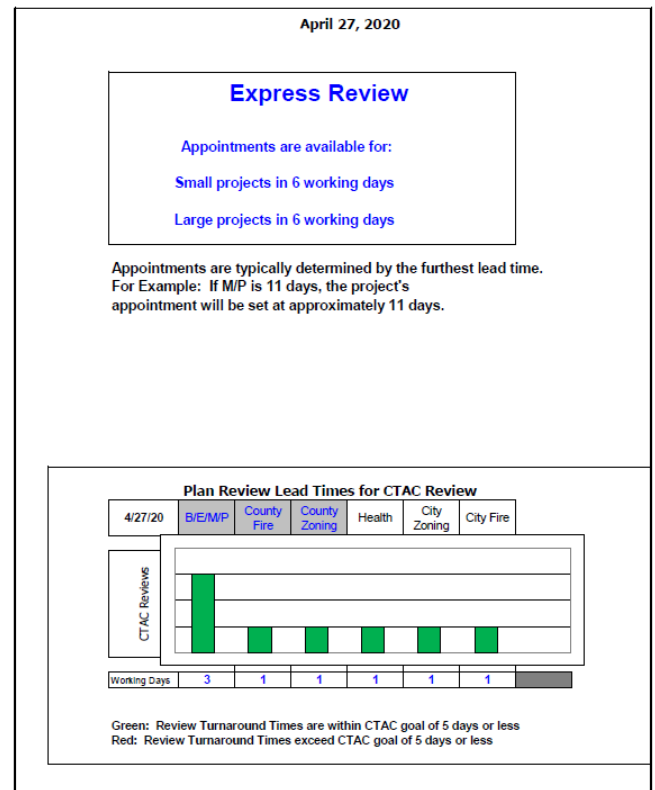 April 27, 2020
Express Review
Appointments are available for:
Small projects in 6 working days
Large projects in 6 working days
Appointments are typically determined by the furthest lead time.
For Example: If M/P is 11 days, the project's
appointment will be set at approximately 11 days.
Plan Review Lead Times for CTAC Review
4/27/20 B/E/M/P County Fire County Zoning Health City Zoning City Fire
CTAC Reviews
Working Days 3 1 1 1 1 1
Green: Review Turnaround Times are within CTAC goal of 5 days or less
Red: Review Turnaround Times exceed CTAC goal of 5 days or less